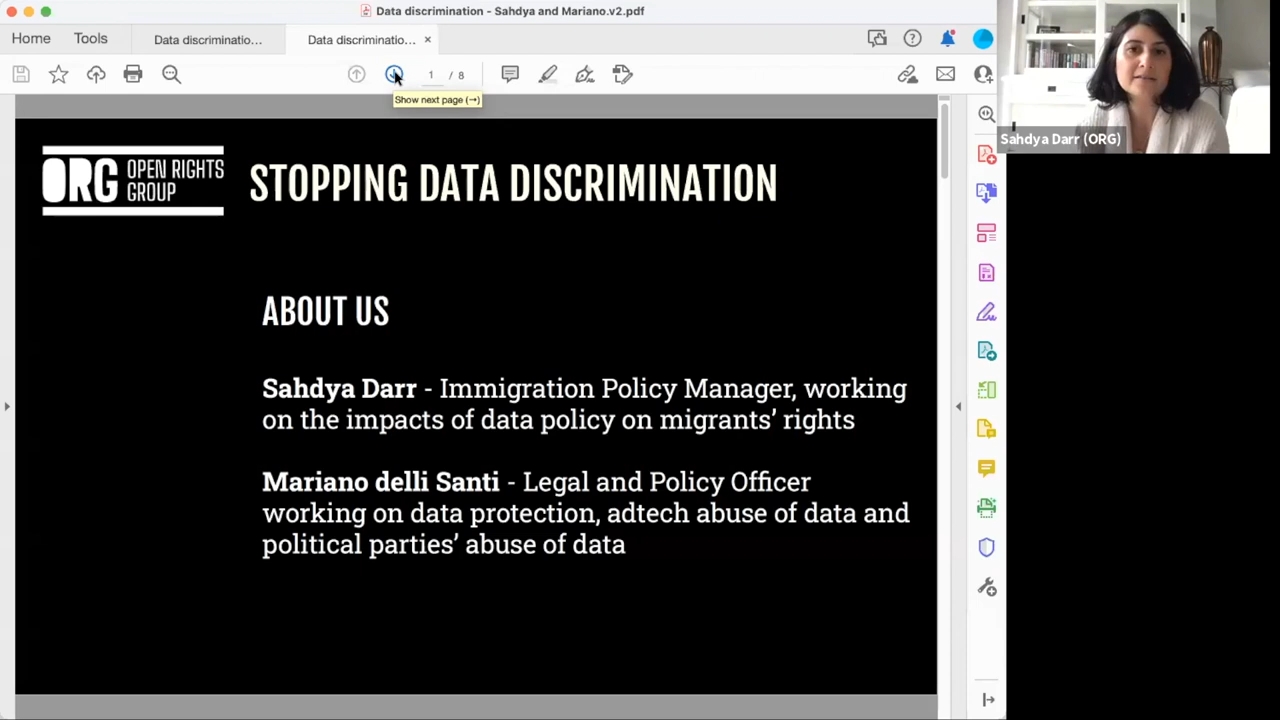 Data discrimination - Sahdya and Mariano.v2.pdf
Home
Tools
Data discriminatio...
Data discriminatio...
1 / 8
Show next page (→)
Sahdya Darr (ORG)
ORG OPEN RIGHTS GROUP
STOPPING DATA DISCRIMINATION
ABOUT US
Sahdya Darr - Immigration Policy Manager, working
on the impacts of data policy on migrants’ rights
Mariano delli Santi - Legal and Policy Officer
working on data protection, adtech abuse of data and
political parties’ abuse of data